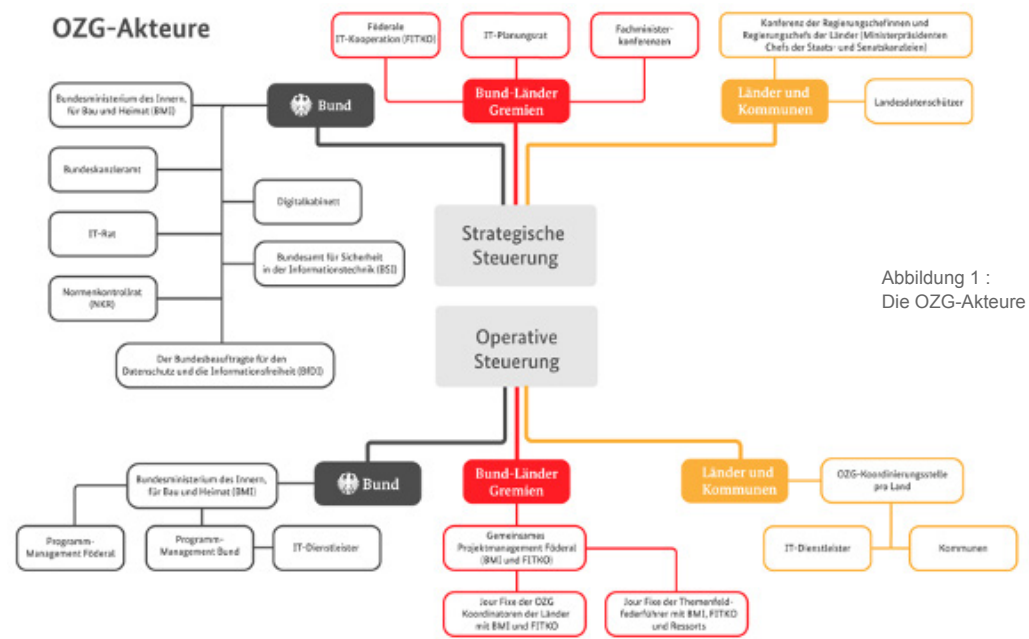 OZG-Akteure
Föderale
IT-Kooperation (FITKO)
IT-Planungsrat
Fachminister-
konferenzen
Konferenz der Regierungschefinnen und
Regierungschefs der Länder (Ministerpräsidenten
Chefs der Staats- und Senatskanzleien)
Bundesministerium des Innern,
für Bau und Heimat (BMI)
Bund
Bund-Länder
Gremien
Länder und
Kommunen
Landesdatenschützer
Bundeskanzleramt
Digitalkabinett
IT-Rat
Bundesamt für Sicherheit
in der Informationstechnik (BSI)
Normenkontrollrat
(NKR)
Der Bundesbeauftragte für den
Datenschutz und die Informationsfreiheit (BfDI)
Strategische
Steuerung
Abbildung 1 :
Die OZG-Akteure
Operative
Steuerung
Bundesministerium des Innern,
für Bau und Heimat (BMI)
Bund
Bund-Länder
Gremien
Länder und
Kommunen
OZG-Koordinierungsstelle
pro Land
Programm-
Management Föderal
Programm-
Management Bund
IT-Dienstleister
Gemeinsames
Projektmanagement Föderal
(BMI und FITKO)
IT-Dienstleister
Kommunen
Jour Fixe der OZG
Koordinatoren der Länder
mit BMI und FITKO
Jour Fixe der Themenfeld-
federführer mit BMI, FITKO
und Ressorts